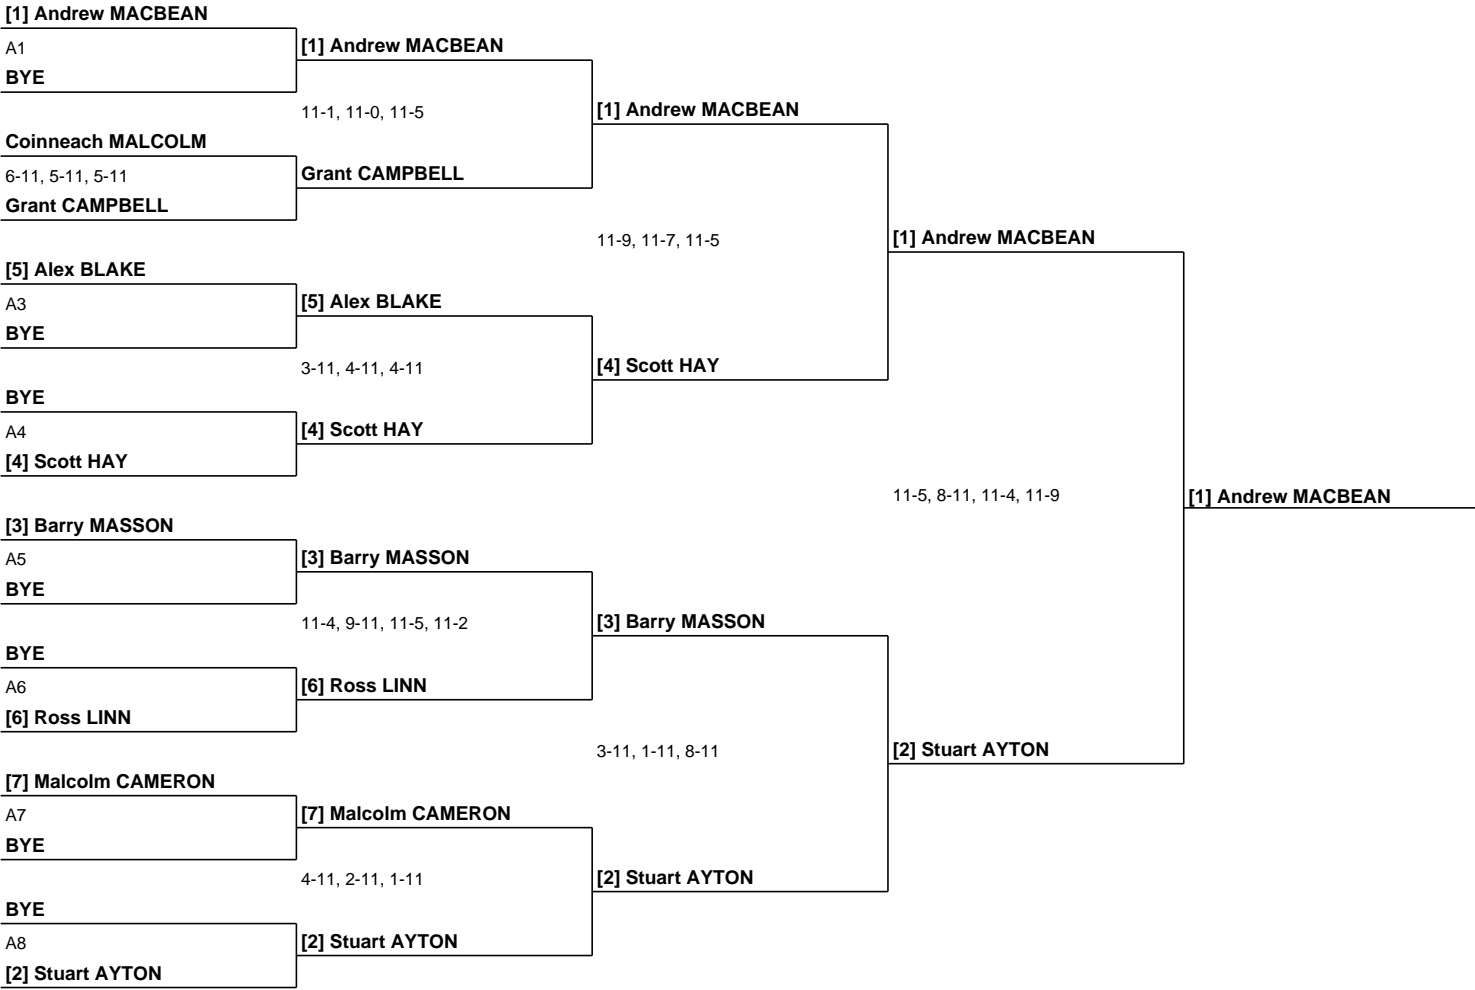 [1] Andrew MACBEAN
A1
BYE
[1] Andrew MACBEAN
11-1, 11-0, 11-5
Coinneach MALCOLM
6-11, 5-11, 5-11
Grant CAMPBELL
Grant CAMPBELL
[1] Andrew MACBEAN
11-9, 11-7, 11-5
[5] Alex BLAKE
A3
BYE
[5] Alex BLAKE
3-11, 4-11, 4-11
BYE
A4
[4] Scott HAY
[4] Scott HAY
[4] Scott HAY
[1] Andrew MACBEAN
11-5, 8-11, 11-4, 11-9
[1] Andrew MACBEAN
[3] Barry MASSON
A5
BYE
[3] Barry MASSON
11-4, 9-11, 11-5, 11-2
BYE
A6
[6] Ross LINN
[6] Ross LINN
[3] Barry MASSON
3-11, 1-11, 8-11
[2] Stuart AYTON
[7] Malcolm CAMERON
A7
BYE
[7] Malcolm CAMERON
4-11, 2-11, 1-11
BYE
A8
[2] Stuart AYTON
[2] Stuart AYTON
[2] Stuart AYTON